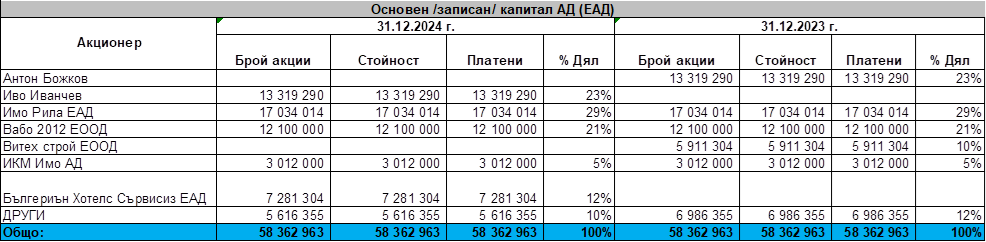 Основен /записан/ капитал АД (ЕАД)
Акционер 31.12.2024 г. 31.12.2023 г.
Брой акции Стойност Платени % Дял Брой акции Стойност Платени % Дял
Антон Божков 13 319 290 13 319 290 13 319 290 23%
Иво Иванчев 13 319 290 13 319 290 13 319 290 23%
Имо Рила ЕАД 17 034 014 17 034 014 17 034 014 29% 17 034 014 17 034 014 17 034 014 29%
Вабо 2012 ЕООД 12 100 000 12 100 000 12 100 000 21% 12 100 000 12 100 000 12 100 000 21%
Витех строй ЕООД 5 911 304 5 911 304 5 911 304 10%
ИКМ Имо АД 3 012 000 3 012 000 3 012 000 5% 3 012 000 3 012 000 3 012 000 5%
Бългериън Хотелс Сървисиз ЕАД 7 281 304 7 281 304 7 281 304 12%
ДРУГИ 5 616 355 5 616 355 5 616 355 10% 6 986 355 6 986 355 6 986 355 12%
Общо: 58 362 963 58 362 963 58 362 963 100% 58 362 963 58 362 963 58 362 963 100%